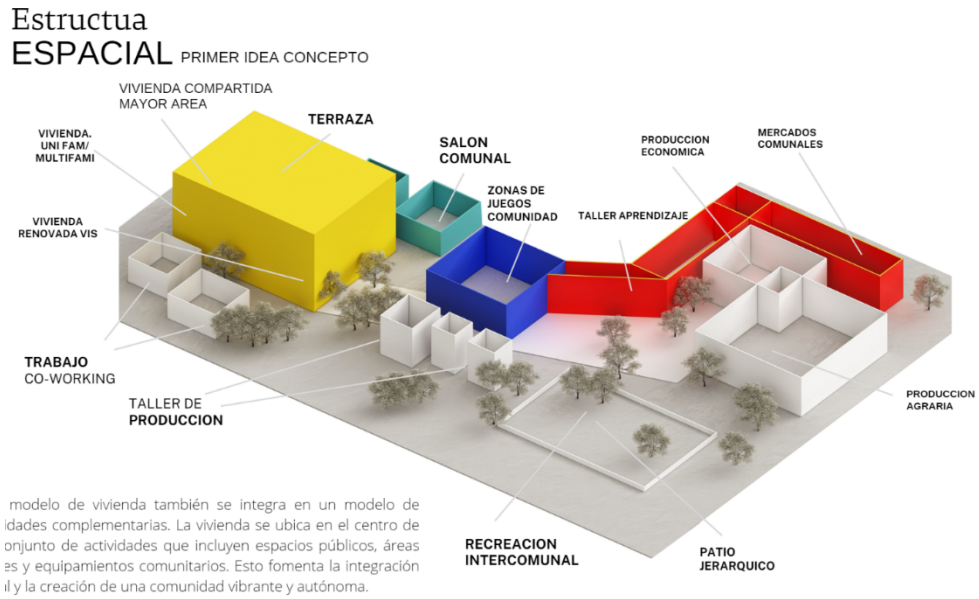 Estructua
ESPACIAL PRIMER IDEA CONCEPTO
VIVIENDA COMPARTIDA
MAYOR AREA
TERRAZA
VIVIENDA.
UNI FAM/
MULTIFAMI
SALON
COMUNAL
PRODUCCION
ECONOMICA
MERCADOS
COMUNALES
ZONAS DE
JUEGOS
COMUNIDAD
TALLER APRENDIZAJE
VIVIENDA
RENOVADA VIS
TRABAJO
CO-WORKING
TALLER DE
PRODUCCION
PRODUCCION
AGRARIA
RECREACION
INTERCOMUNAL
PATIO
JERARQUICO
modelo de vivienda también se integra en un modelo de
idades complementarias. La vivienda se ubica en el centro de
onjunto de actividades que incluyen espacios públicos, áreas
es y equipamientos comunitarios. Esto fomenta la integración
l y la creación de una comunidad vibrante y autónoma.